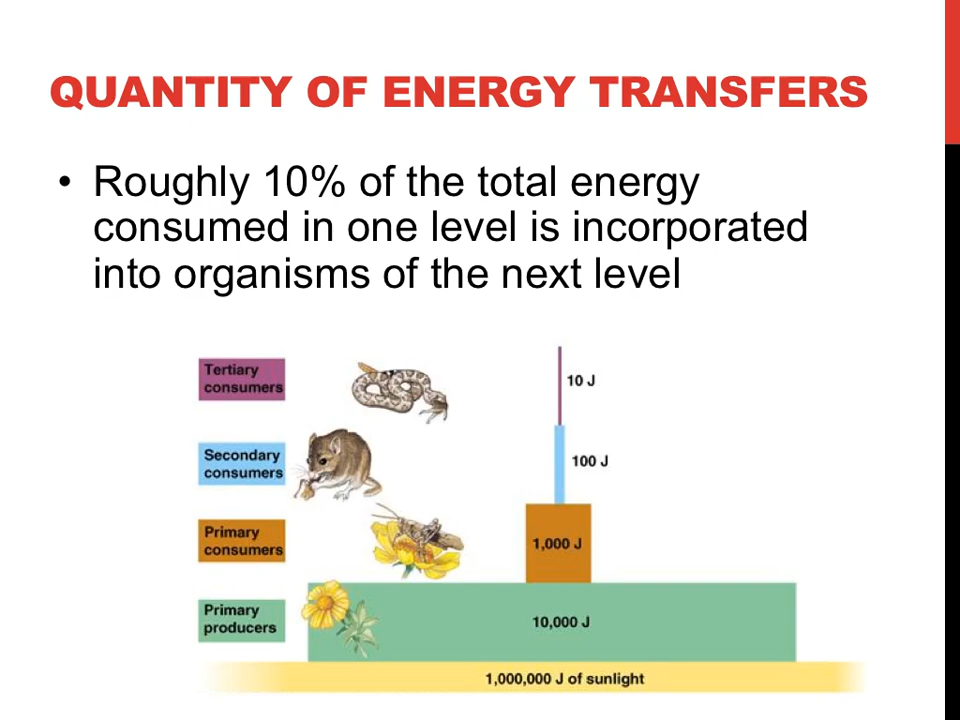 QUANTITY OF ENERGY TRANSFERS
• Roughly 10% of the total energy
consumed in one level is incorporated
into organisms of the next level
Tertiary
consumers
10 J
Secondary
consumers
100 J
Primary
consumers
1,000 J
Primary
producers
10,000 J
1,000,000 J of sunlight